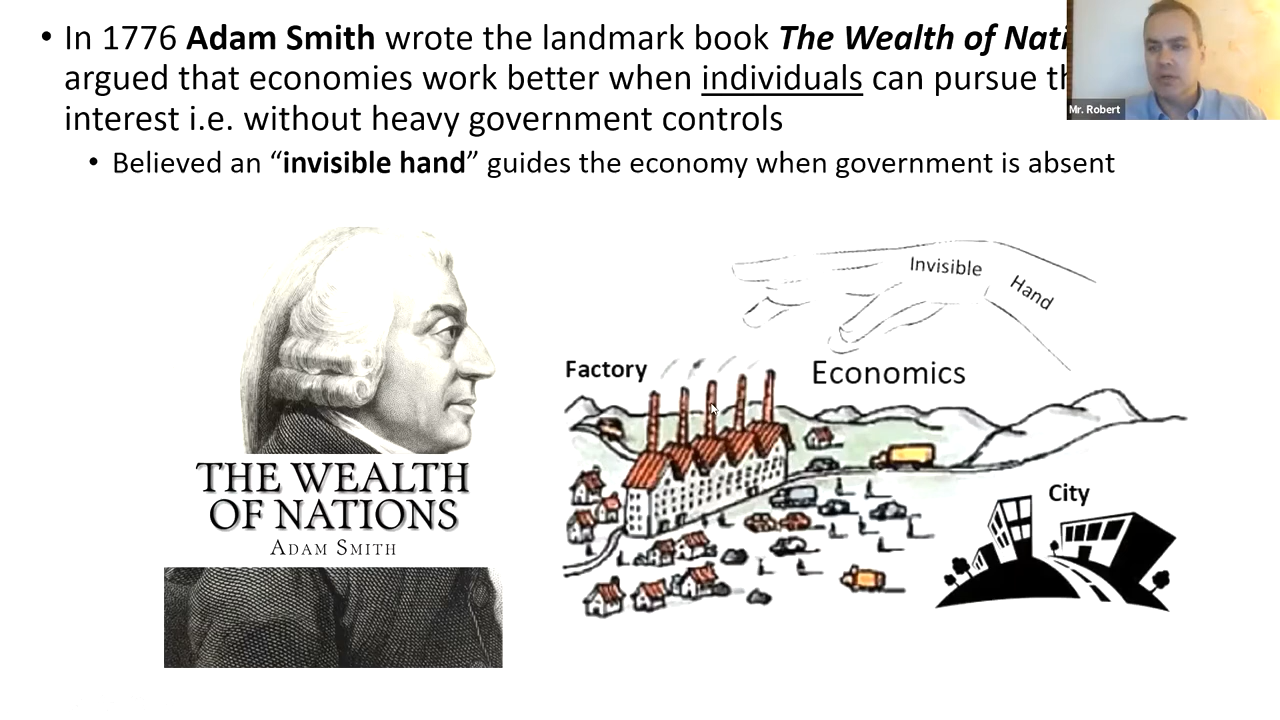 • In 1776 Adam Smith wrote the landmark book The Wealth of Nati
argued that economies work better when individuals can pursue th
interest i.e. without heavy government controls
• Believed an “invisible hand” guides the economy when government is absent
Mr. Robert
Invisible
Hand
Factory
Economics
City
THE WEALTH
OF NATIONS
ADAM SMITH